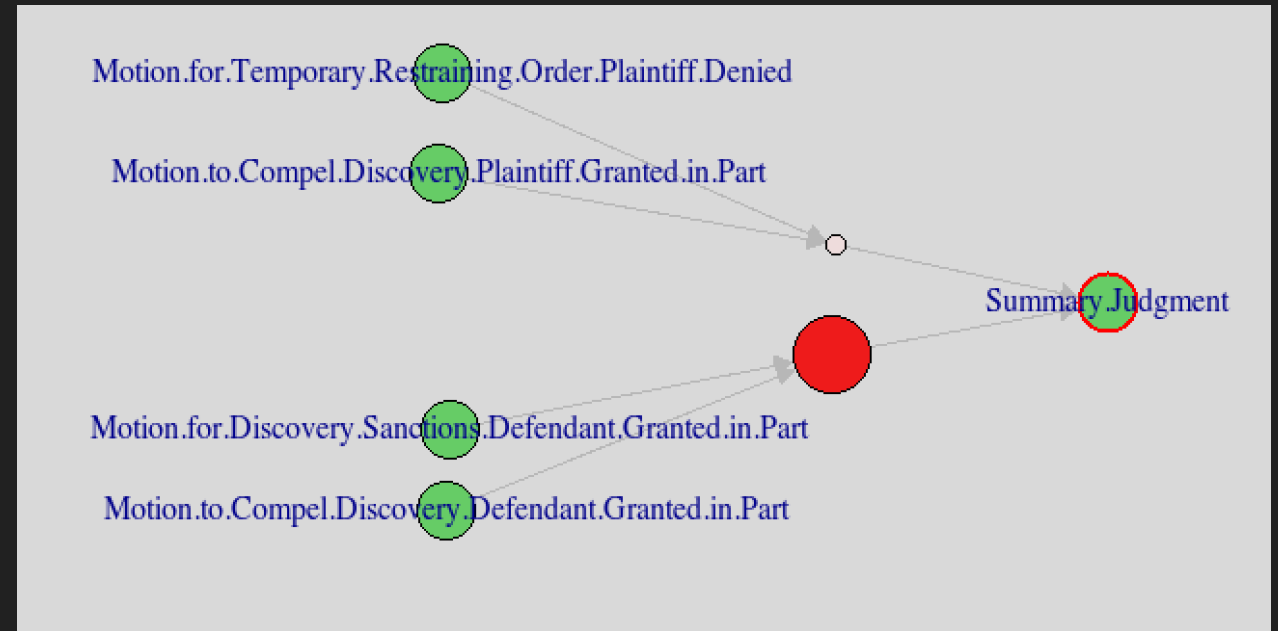 Motion.for.Temporary.Restraining.Order.Plaintiff.Denied
Motion.to.Compel.Discovery.Plaintiff.Granted.in.Part
Summary.Judgment
Motion.for.Discovery.Sanctions.Defendant.Granted.in.Part
Motion.to.Compel.Discovery.Defendant.Granted.in.Part